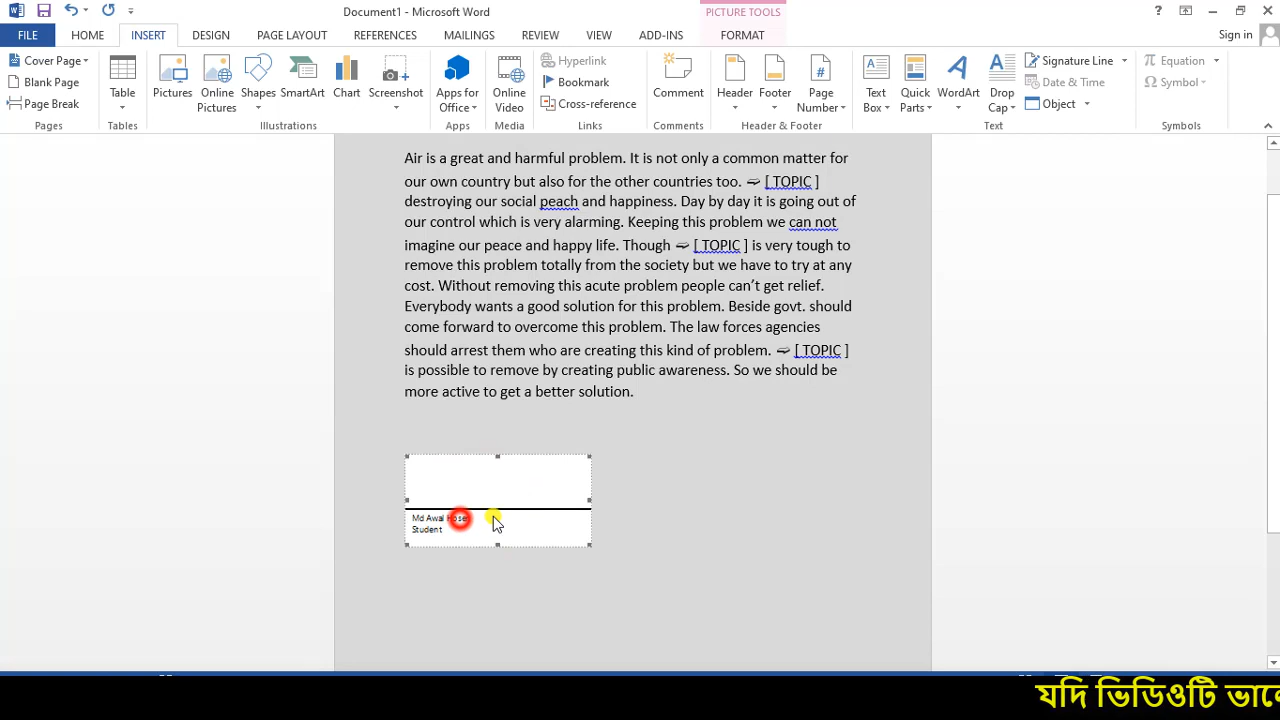 Document1 - Microsoft Word
PICTURE TOOLS
?
FILE
HOME
INSERT
DESIGN
PAGE LAYOUT
REFERENCES
MAILINGS
REVIEW
VIEW
ADD-INS
FORMAT
Sign in
Cover Page
Blank Page
Page Break
Pages
Table
Tables
Pictures
Online Pictures
Shapes
SmartArt
Chart
Screenshot
Illustrations
Apps for Office
Apps
Online Video
Media
Hyperlink
Bookmark
Cross-reference
Links
Comment
Comments
Header
Footer
Page Number
Header & Footer
Text Box
Quick Parts
WordArt
Drop Cap
Signature Line
Date & Time
Object
Text
Equation
Symbol
Symbols
Air is a great and harmful problem. It is not only a common matter for
our own country but also for the other countries too. ➫ [ TOPIC ]
destroying our social peach and happiness. Day by day it is going out of
our control which is very alarming. Keeping this problem we can not
imagine our peace and happy life. Though ➫ [ TOPIC ] is very tough to
remove this problem totally from the society but we have to try at any
cost. Without removing this acute problem people can't get relief.
Everybody wants a good solution for this problem. Beside govt. should
come forward to overcome this problem. The law forces agencies
should arrest them who are creating this kind of problem. ➫ [ TOPIC ]
is possible to remove by creating public awareness. So we should be
more active to get a better solution.
Md Awal
Student
যদি ভিডিওটি